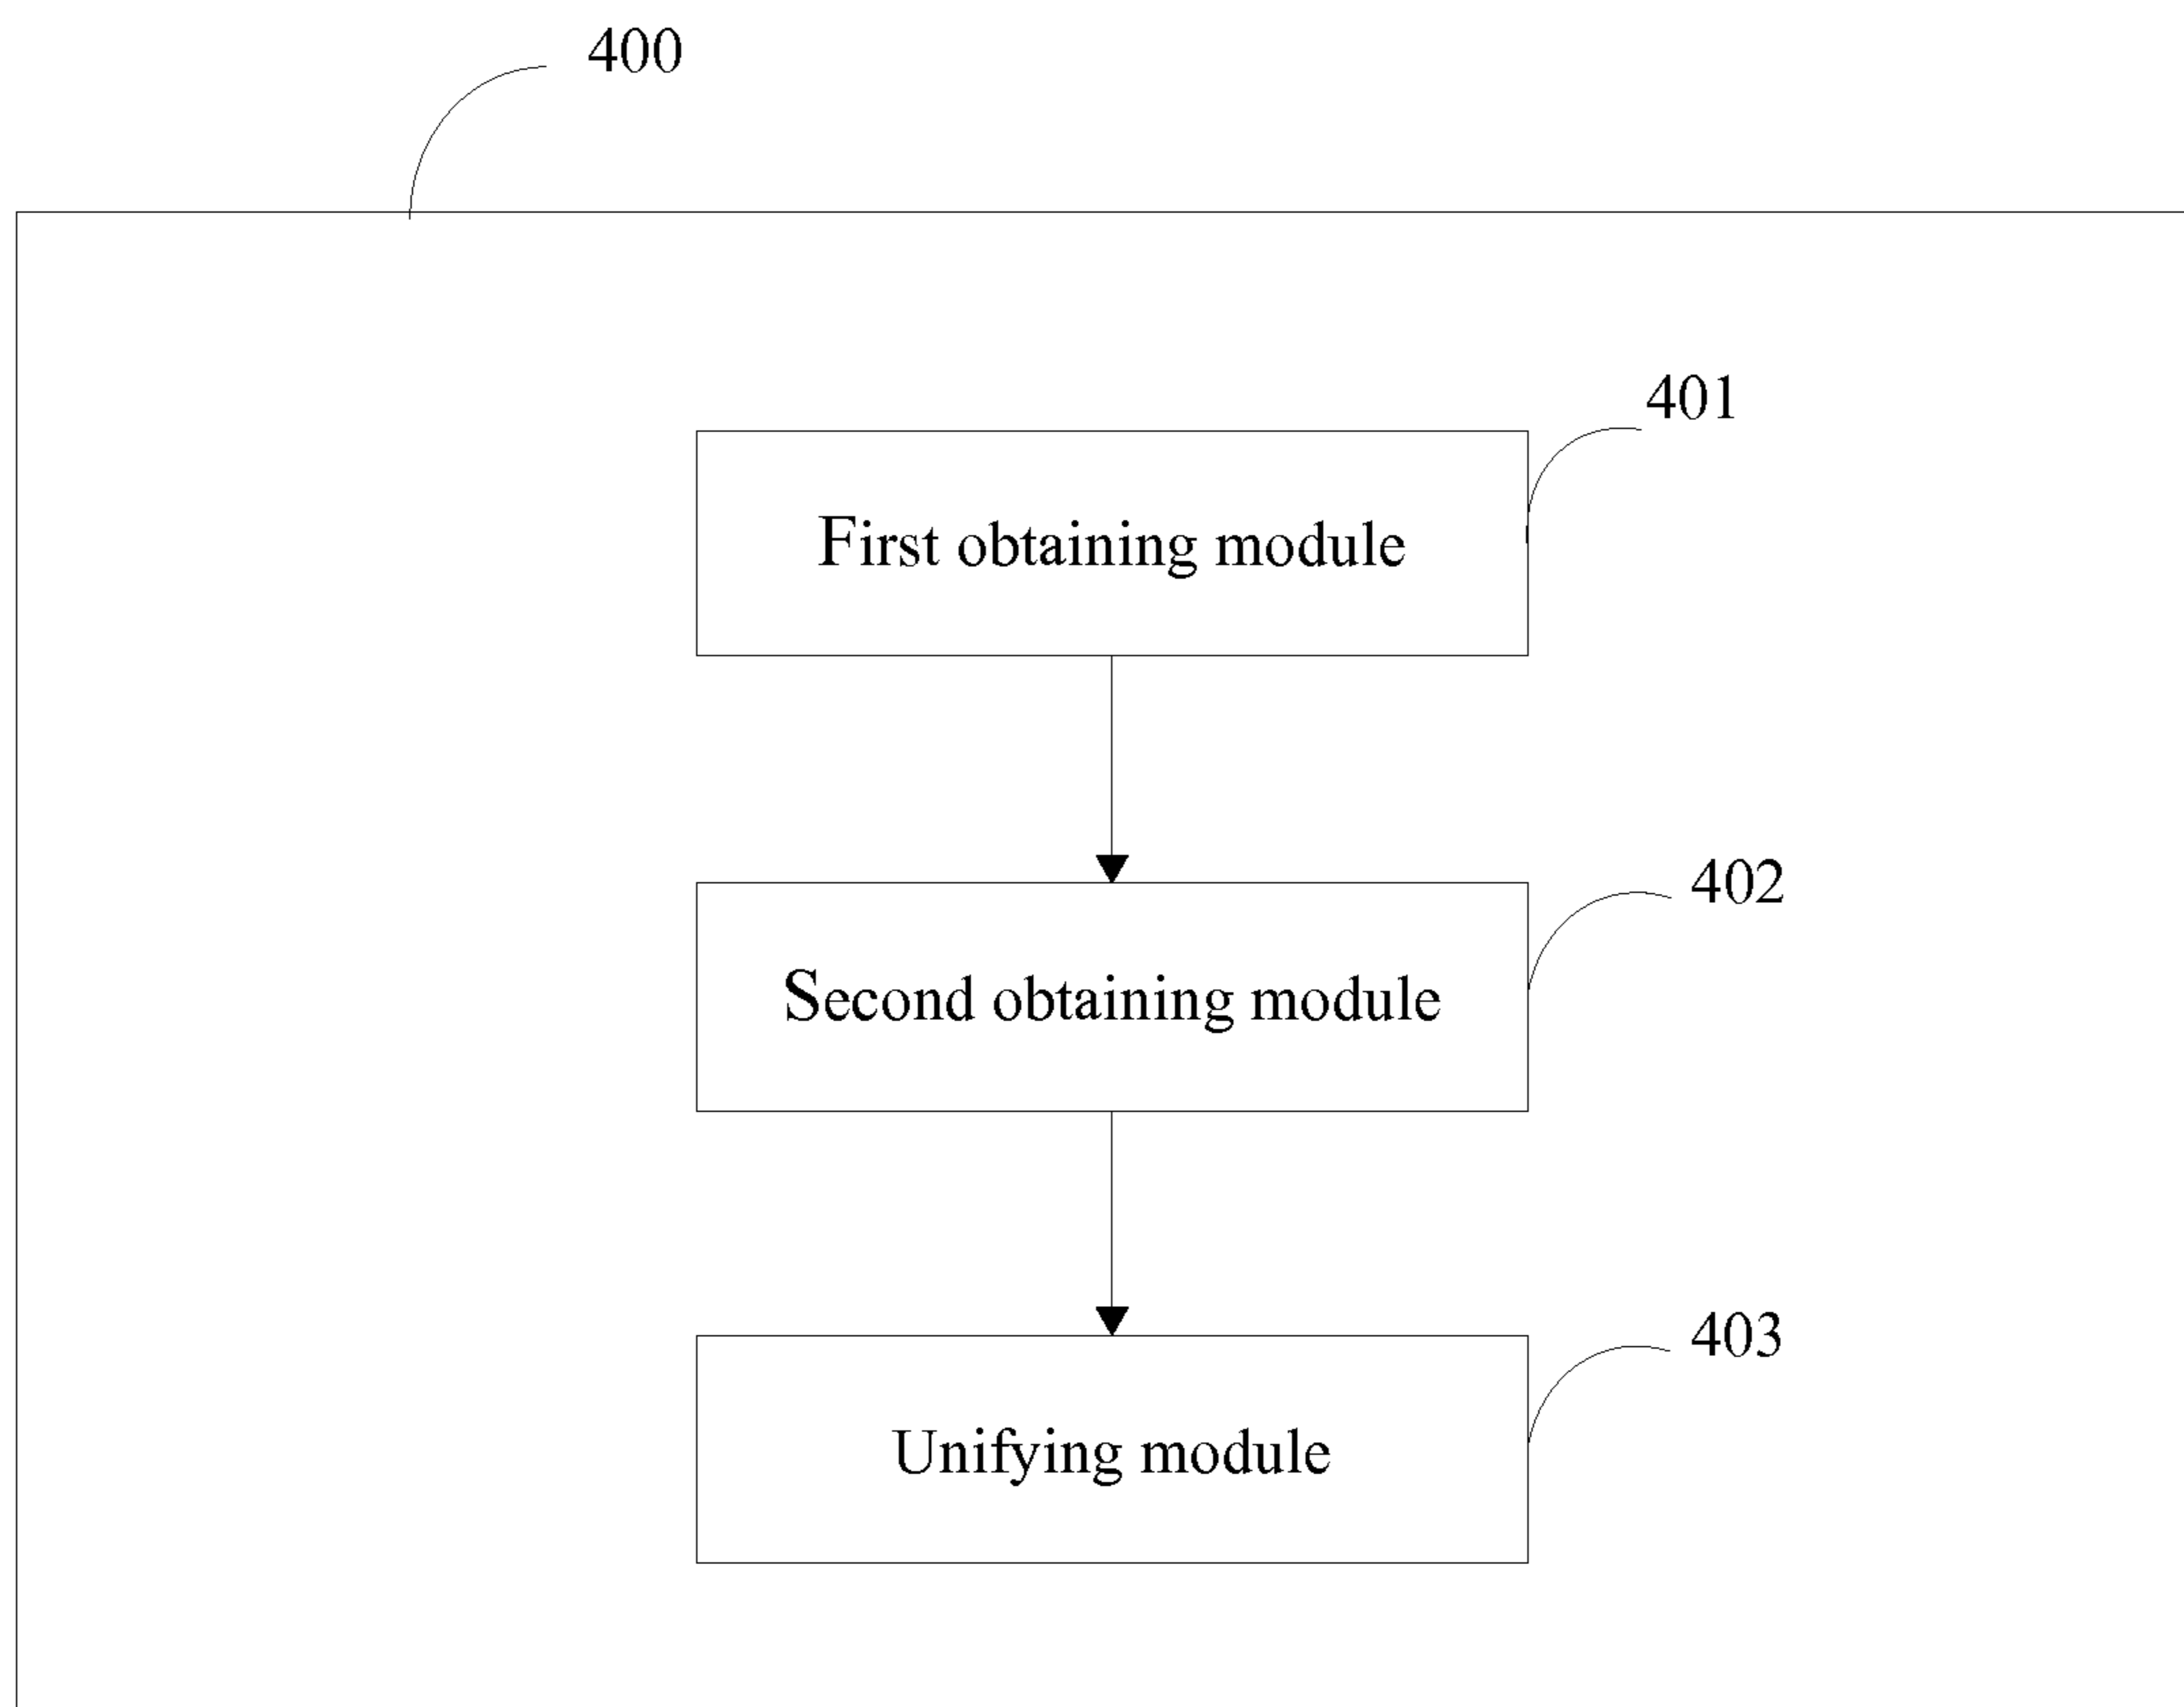 400
401
First obtaining module
402
Second obtaining module
403
Unifying module